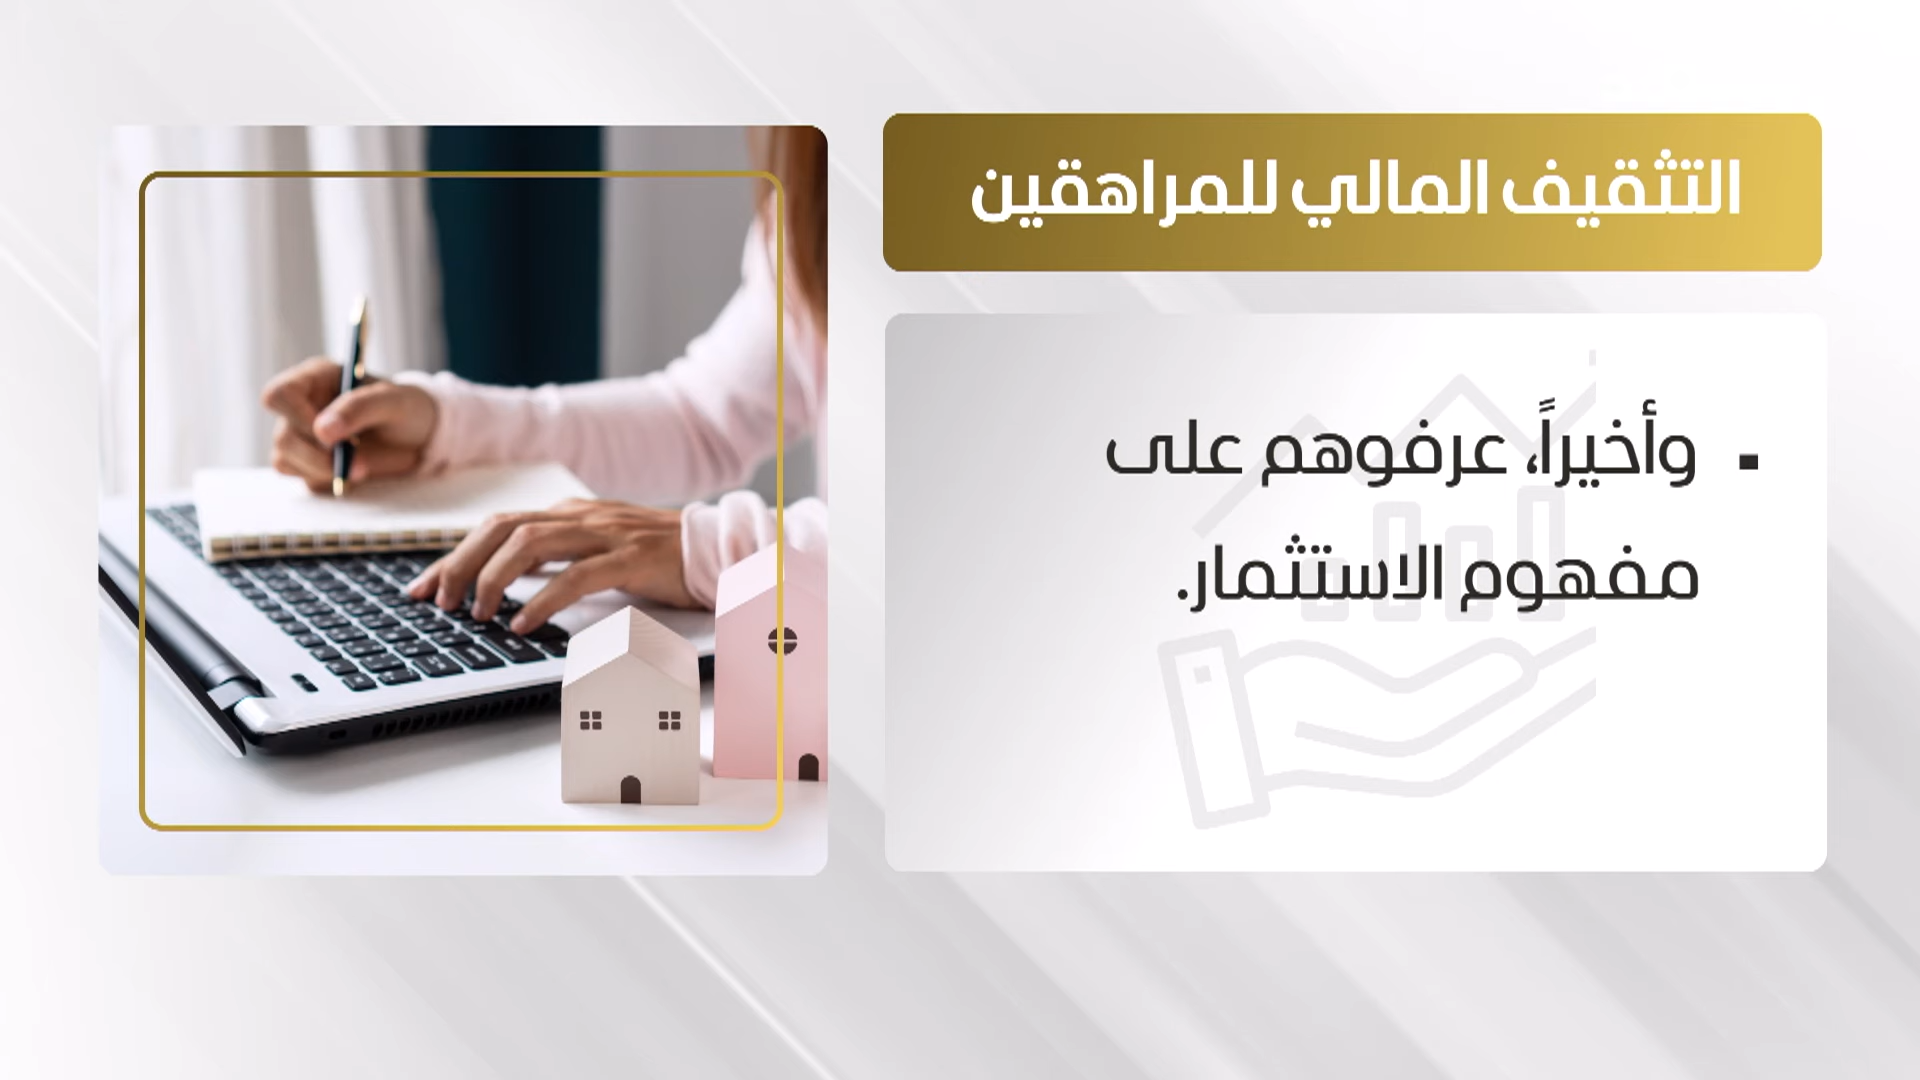 التثقيف المالي للمراهقين
▪ وأخيراً، عرفوهم على
مفهوم الاستثمار.